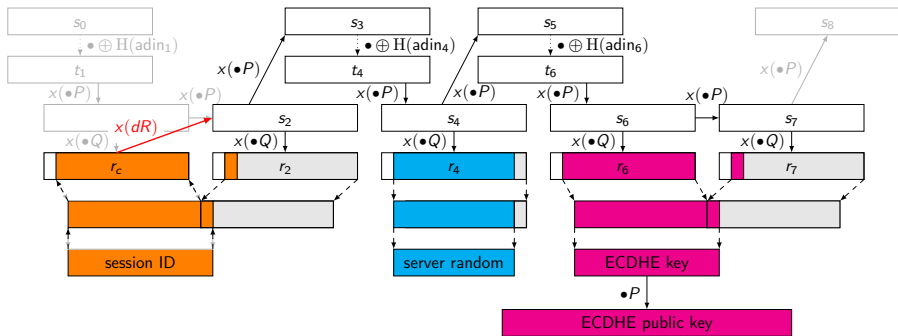 s0 s3 s5 s8
• ⊕ H(adin1) • ⊕ H(adin4) • ⊕ H(adin6)
t1 x(•P) t4 x(•P) t6 x(•P)
x(•P) x(•P) x(•P) x(•P) x(•P)
x(dR) s2 s4 s6 s7
x(•Q) x(•Q) x(•Q) x(•Q) x(•Q)
rc r2 r4 r6 r7
session ID server random ECDHE key
•P
ECDHE public key